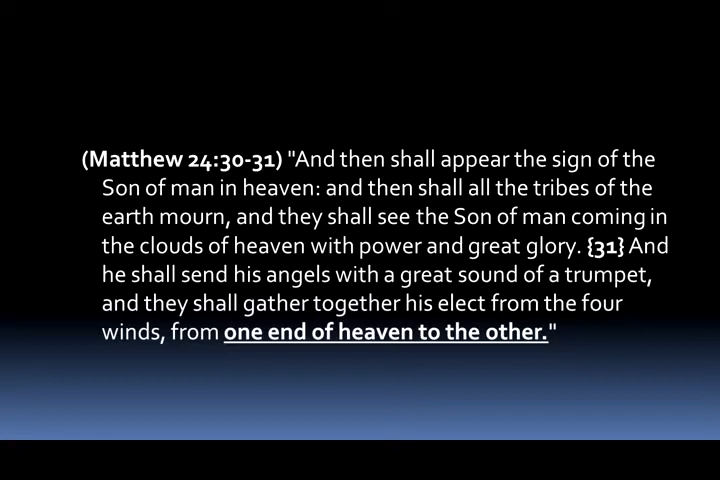 (Matthew 24:30-31) "And then shall appear the sign of the
Son of man in heaven: and then shall all the tribes of the
earth mourn, and they shall see the Son of man coming in
the clouds of heaven with power and great glory. {31} And
he shall send his angels with a great sound of a trumpet,
and they shall gather together his elect from the four
winds, from one end of heaven to the other."